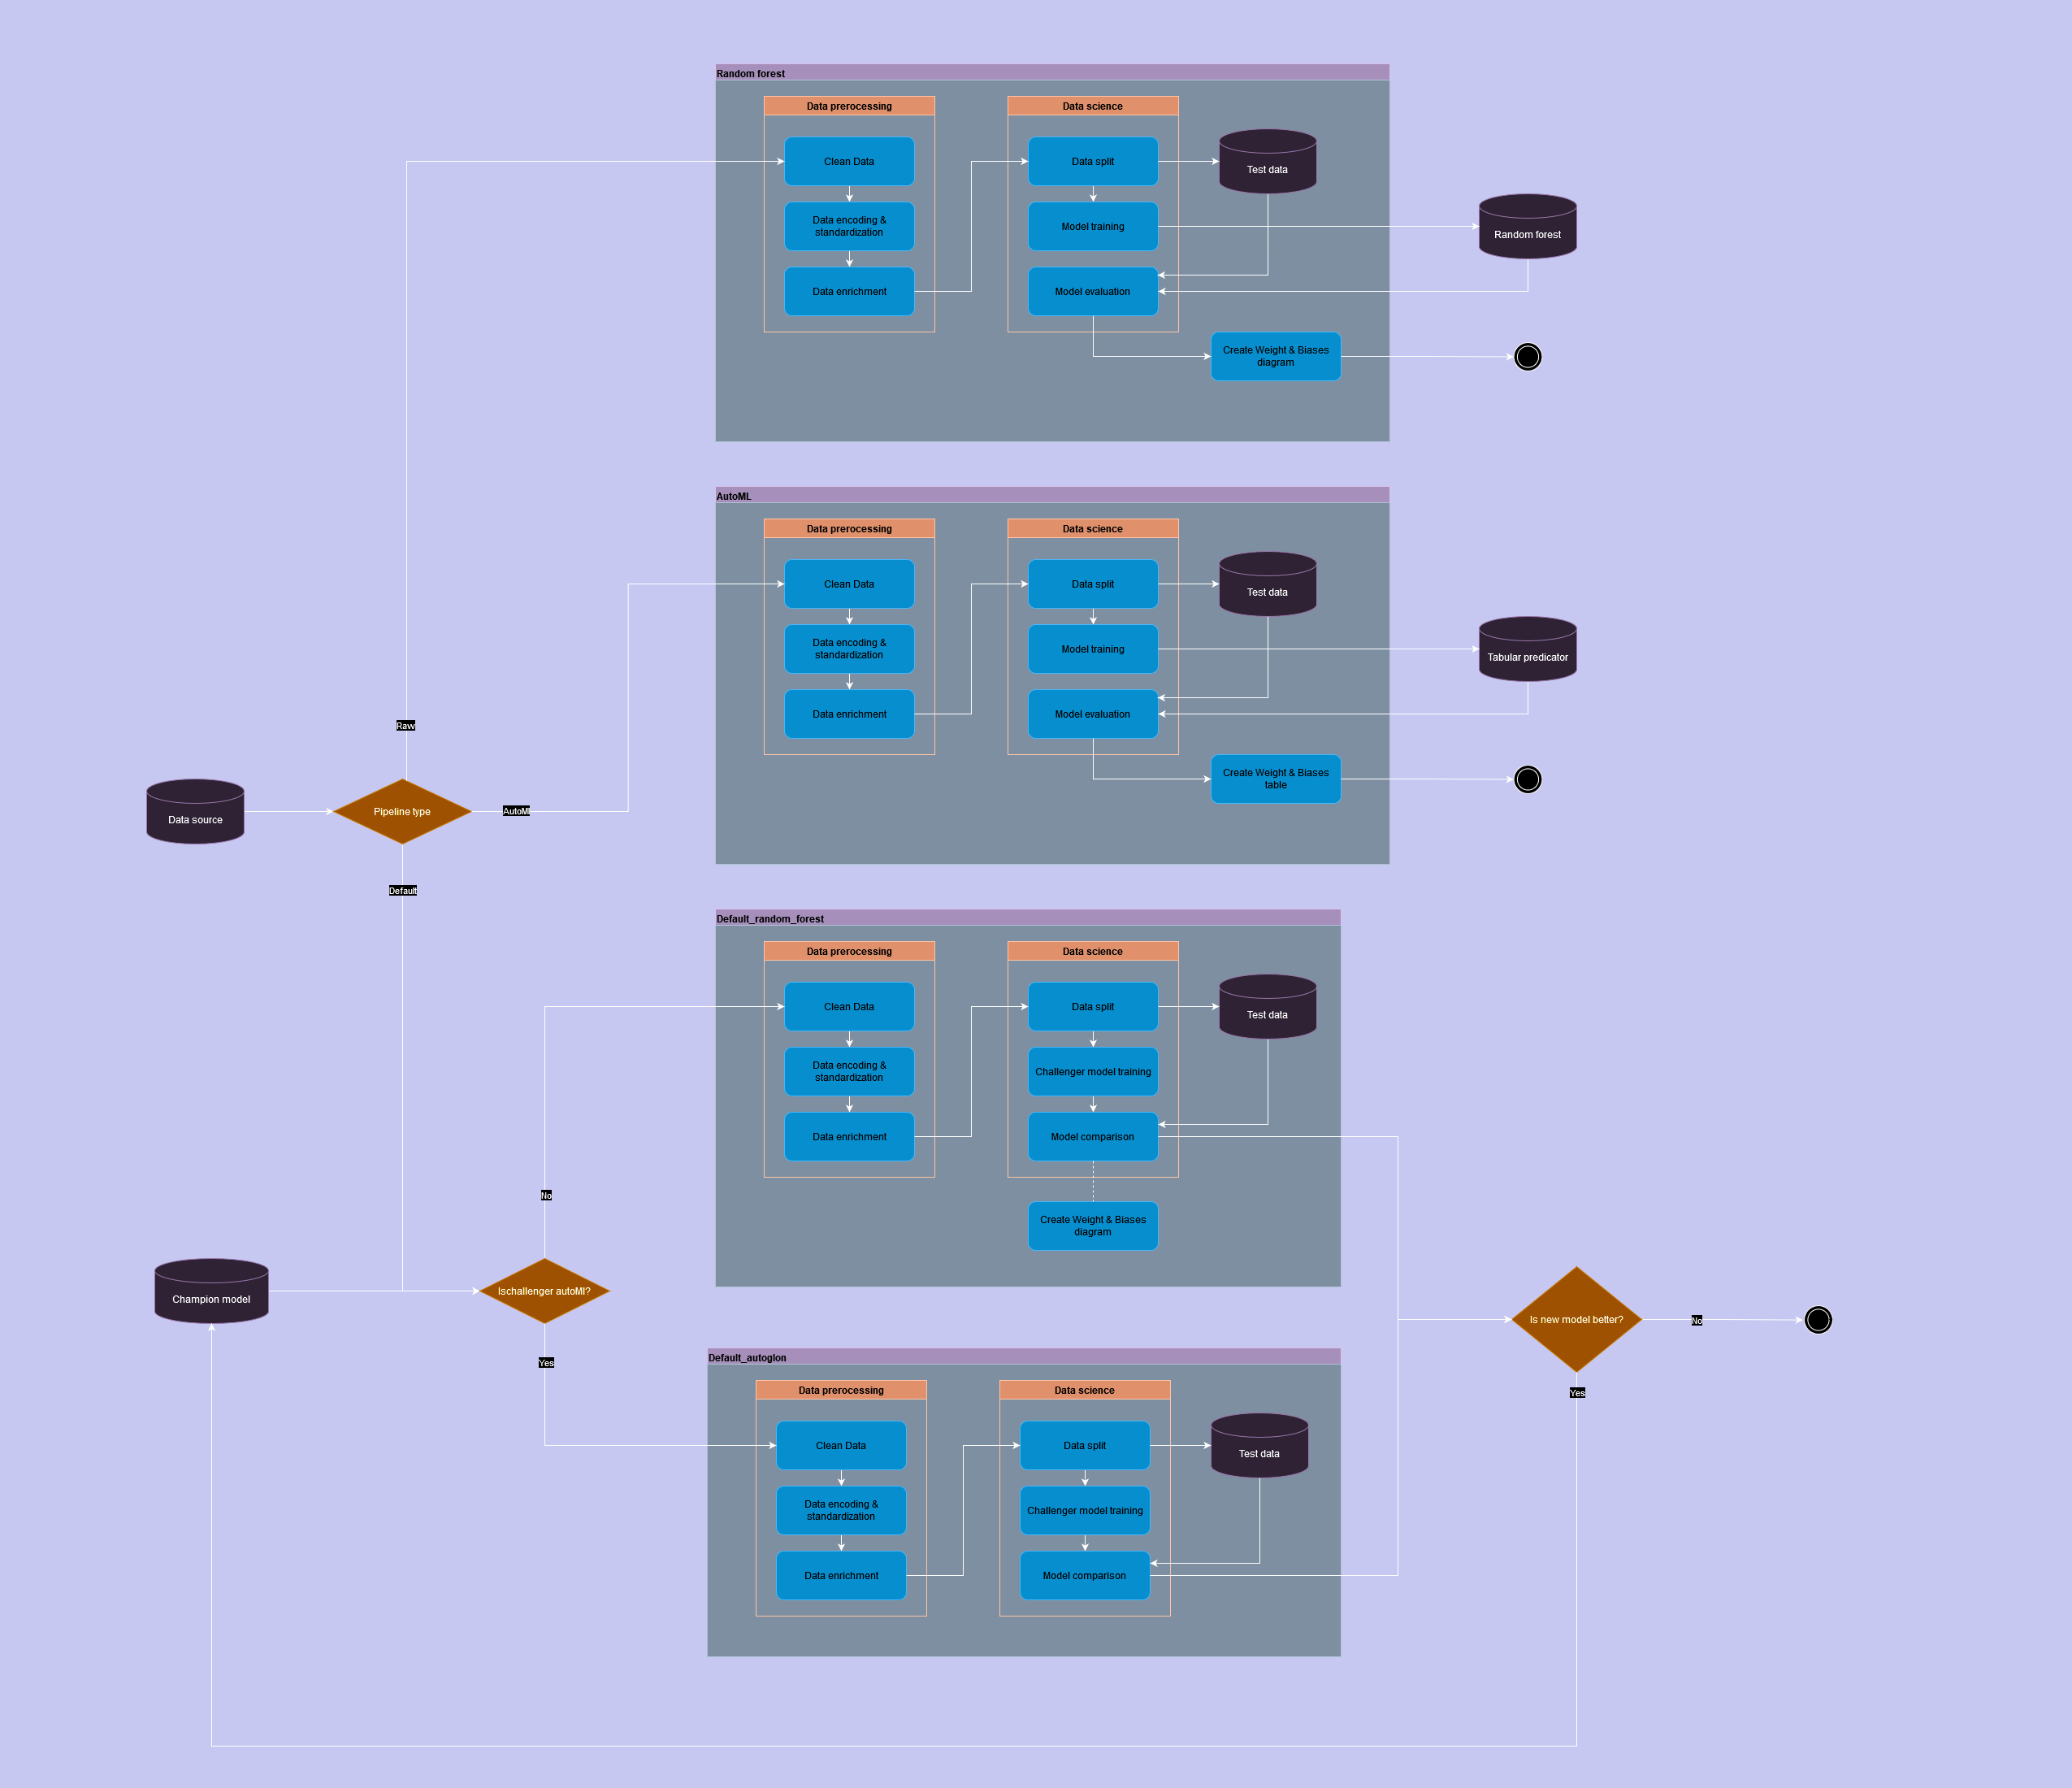 Random forest
Data prerocessing
Data science
Clean Data
Data split
Test data
Data encoding &
standardization
Model training
Random forest
Data enrichment
Model evaluation
Create Weight & Biases
diagram
AutoML
Data prerocessing
Data science
Clean Data
Data split
Test data
Data encoding &
standardization
Model training
Tabular predicator
Data enrichment
Model evaluation
Create Weight & Biases
table
Raw
Data source
Pipeline type
AutoMl
Default
Default_random_forest
Data prerocessing
Data science
Clean Data
Data split
Test data
Data encoding &
standardization
Challenger model training
Data enrichment
Model comparison
Create Weight & Biases
diagram
No
Champion model
Ischallenger autoMl?
Yes
Is new model better?
No
Yes
Default_autoglon
Data prerocessing
Data science
Clean Data
Data split
Test data
Data encoding &
standardization
Challenger model training
Data enrichment
Model comparison